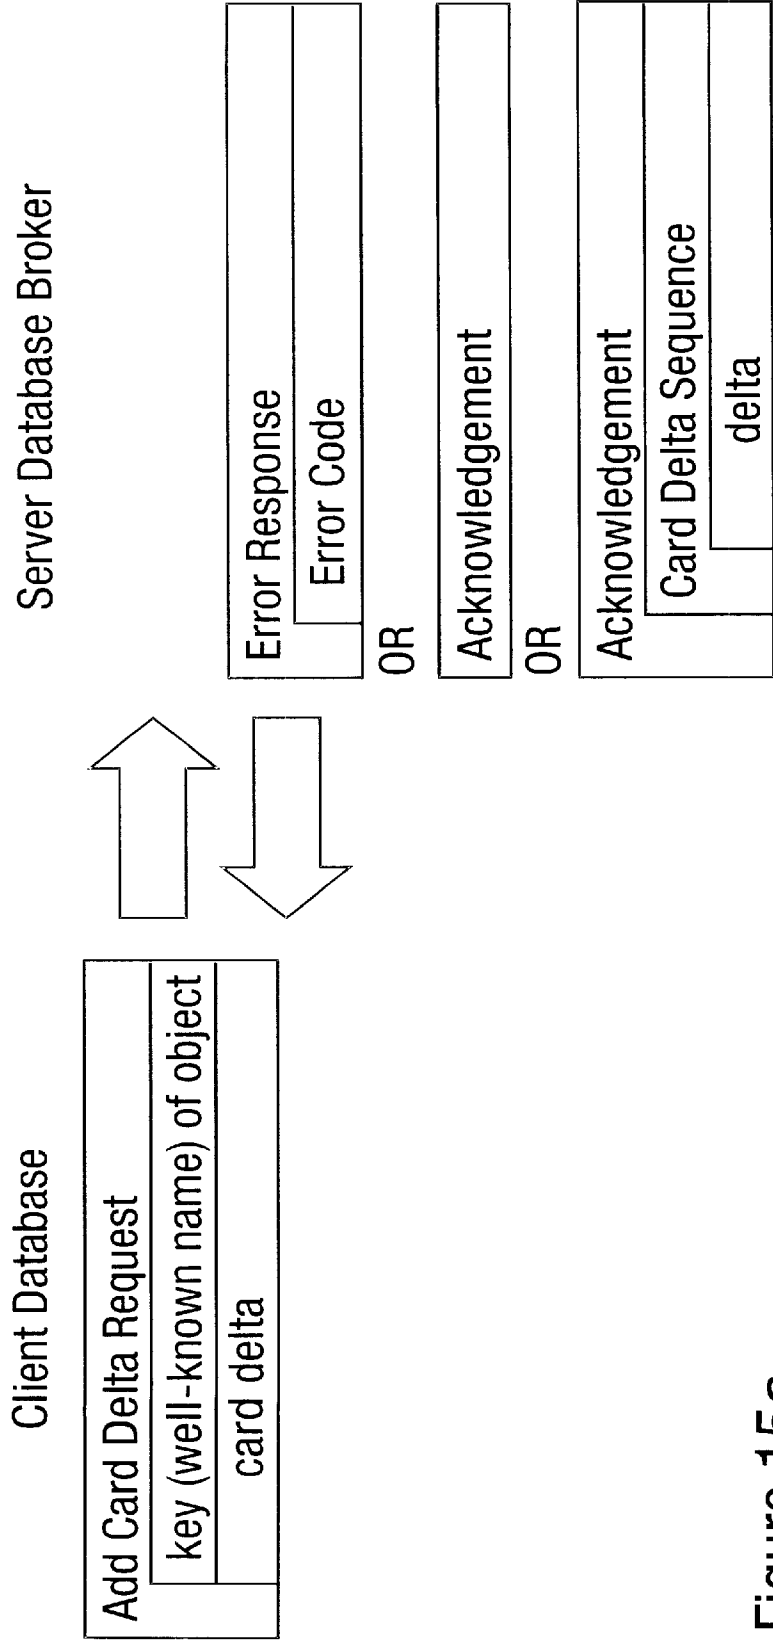 Client Database
Server Database Broker
Add Card Delta Request
key (well-known name) of object
card delta
Error Response
Error Code
OR
Acknowledgement
OR
Acknowledgement
Card Delta Sequence
delta
Figure